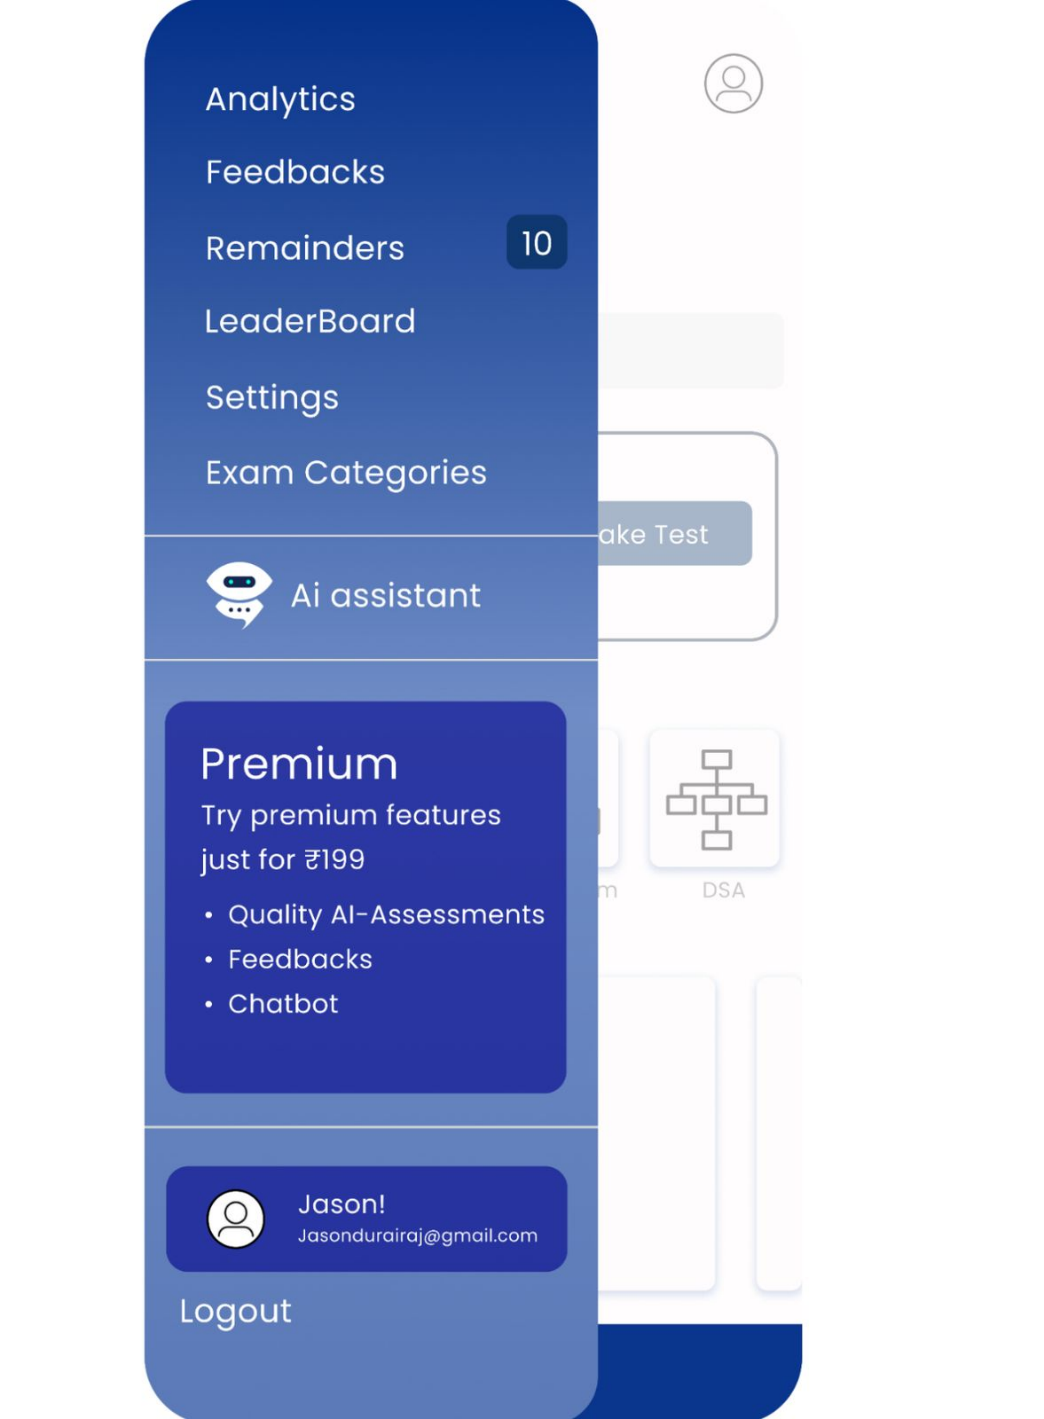 Analytics
Feedbacks
Remainders
10
LeaderBoard
Settings
Exam Categories
ake Test
Ai assistant
Premium
Try premium features
just for ₹199
• Quality AI-Assessments
• Feedbacks
• Chatbot
m
DSA
Jason!
Jasondurairaj@gmail.com
Logout